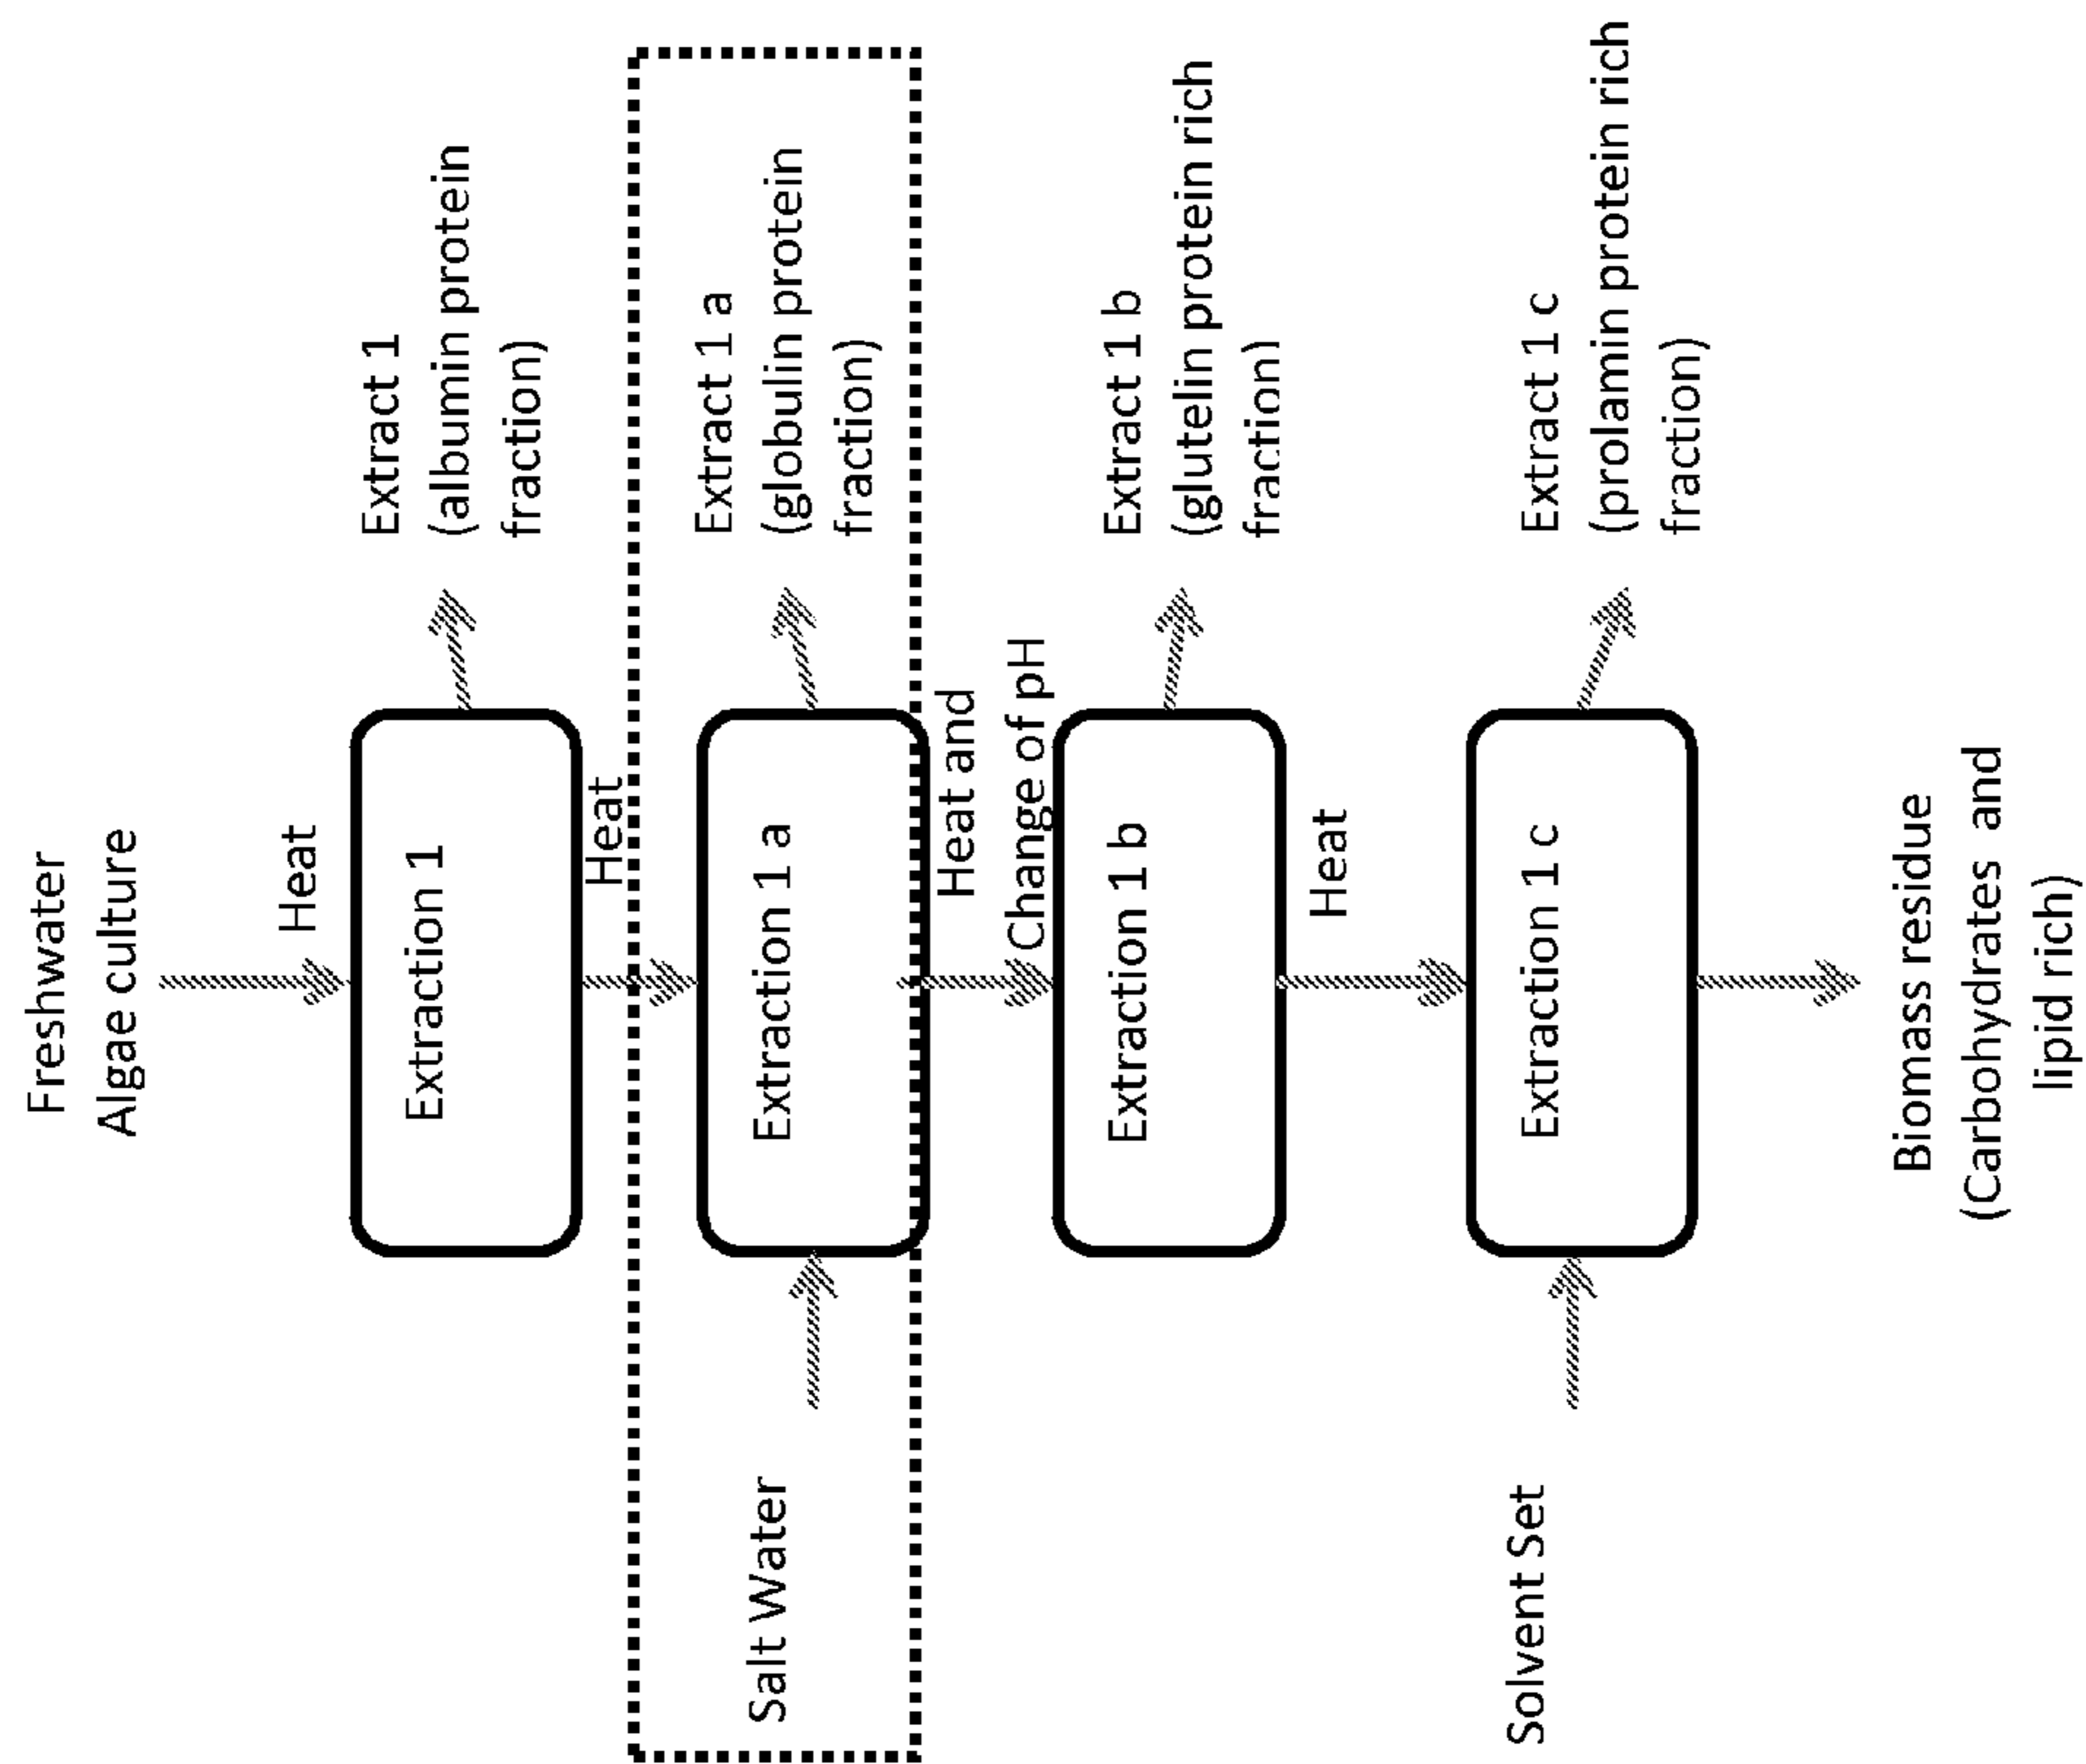 Freshwater
Algae culture
Heat
Extraction 1
Extract 1
(albumin protein
fraction)
Heat
Salt Water
Extraction 1 a
Extract 1 a
(globulin protein
fraction)
Heat and
Change of pH
Extraction 1 b
Extract 1 b
(glutelin protein rich
fraction)
Heat
Solvent Set
Extraction 1 c
Extract 1 c
(prolamin protein rich
fraction)
Biomass residue
(Carbohydrates and
lipid rich)